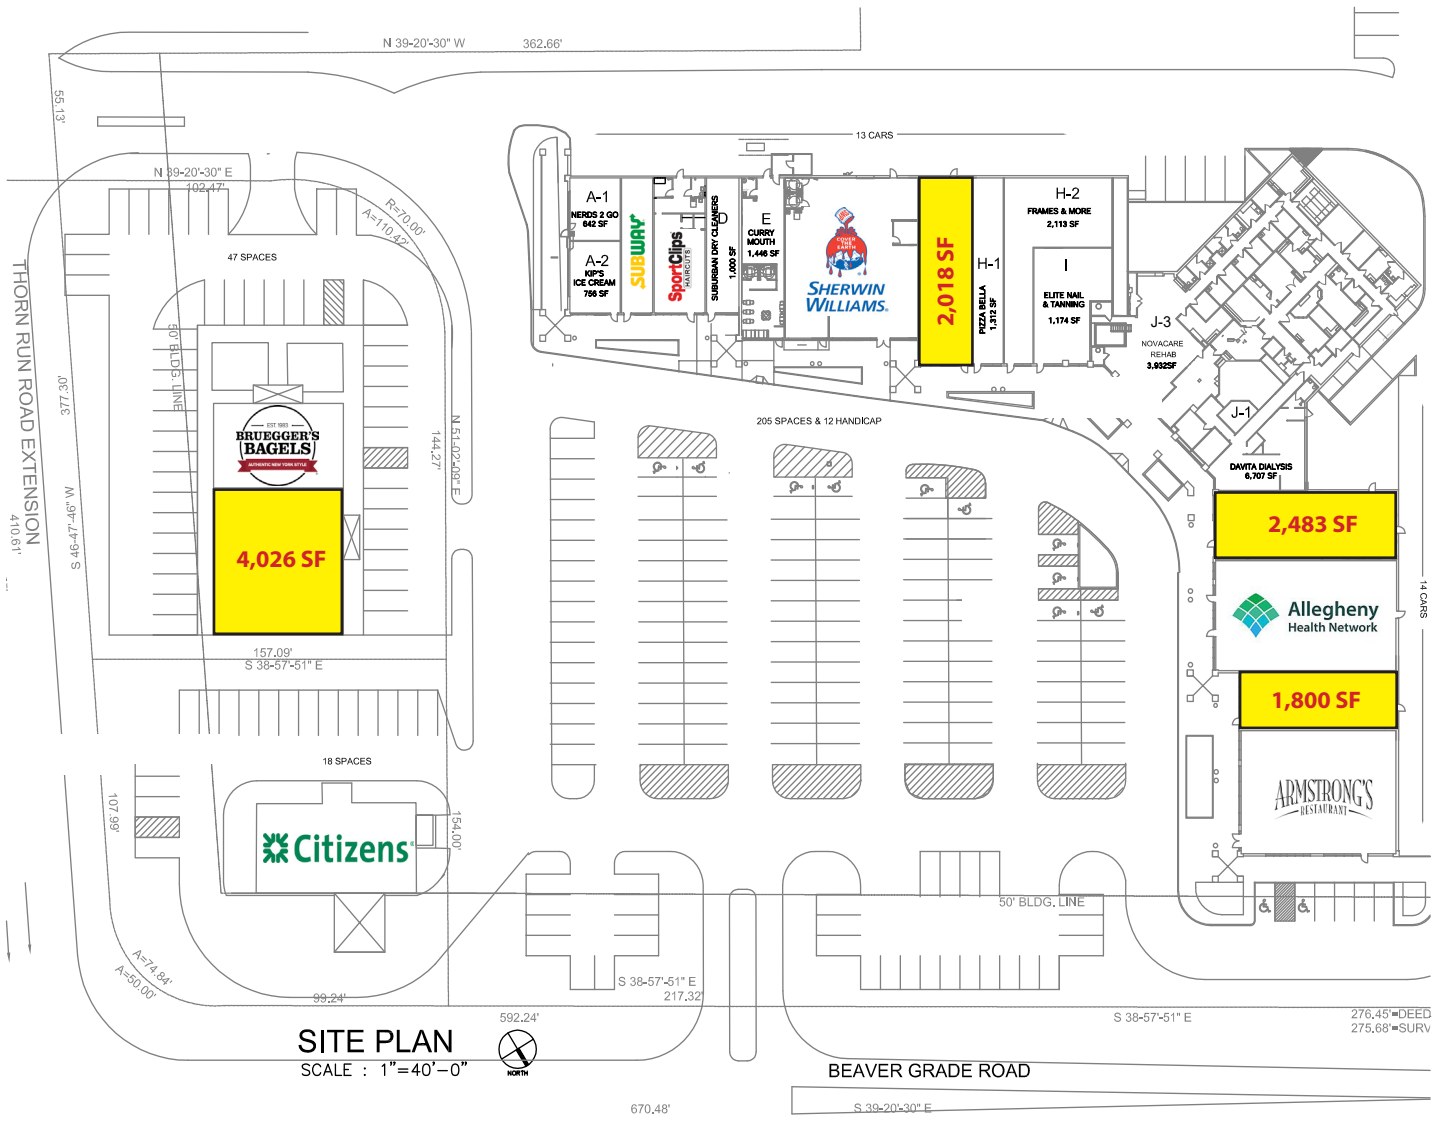 N 39-20'-30" W
362.66'
55.13'
13 CARS
N 39-20'-30" E
102.47'
R=70.00'
A=110.42'
47 SPACES
THORN RUN ROAD EXTENSION
410.61'
S 46-47'-46" W
377.30'
50' BLDG. LINE
N 51-02'-09" E
144.27'
EST. 1983
BRUEGGER'S
BAGELS
AUTHENTIC NEW YORK STYLE
4,026 SF
157.09'
S 38-57'-51" E
A-1
NERDS 2 GO
642 SF
A-2
KIP'S
ICE CREAM
756 SF
SUBWAY
SportClips
HAIRCUTS
D
SUBURBAN DRY CLEANERS
1,000 SF
E
CURRY
MOUTH
1,446 SF
COVER
THE
EARTH
SHERWIN
WILLIAMS.
2,018 SF
H-1
PIZZA BELLA
1,312 SF
H-2
FRAMES & MORE
2,113 SF
I
ELITE NAIL
& TANNING
1,174 SF
J-3
NOVACARE
REHAB
3,932SF
J-1
DAVITA DIALYSIS
6,707 SF
205 SPACES & 12 HANDICAP
2,483 SF
Allegheny
Health Network
14 CARS
1,800 SF
ARMSTRONG'S
RESTAURANT
18 SPACES
107.99'
154.00'
Citizens
50' BLDG. LINE
A=74.84'
A=50.00'
99.24'
S 38-57'-51" E
217.32'
592.24'
S 38-57'-51" E
276.45'=DEED
275.68'=SURV
SITE PLAN
SCALE : 1"=40'-0"
NORTH
BEAVER GRADE ROAD
670.48'
S 39-20'-30" E